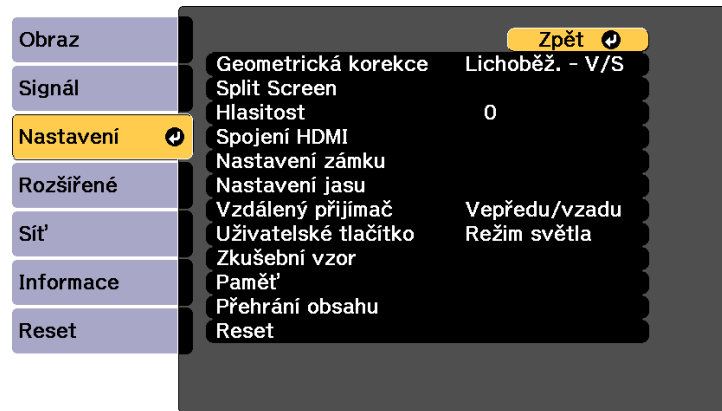 Obraz
Signál
Nastavení
Rozšířené
Síť
Informace
Reset
Zpět
Geometrická korekce Lichoběž. - V/S
Split Screen
Hlasitost 0
Spojení HDMI
Nastavení zámku
Nastavení jasu
Vzdálený přijímač Vepředu/vzadu
Uživatelské tlačítko Režim světla
Zkušební vzor
Paměť
Přehrání obsahu
Reset